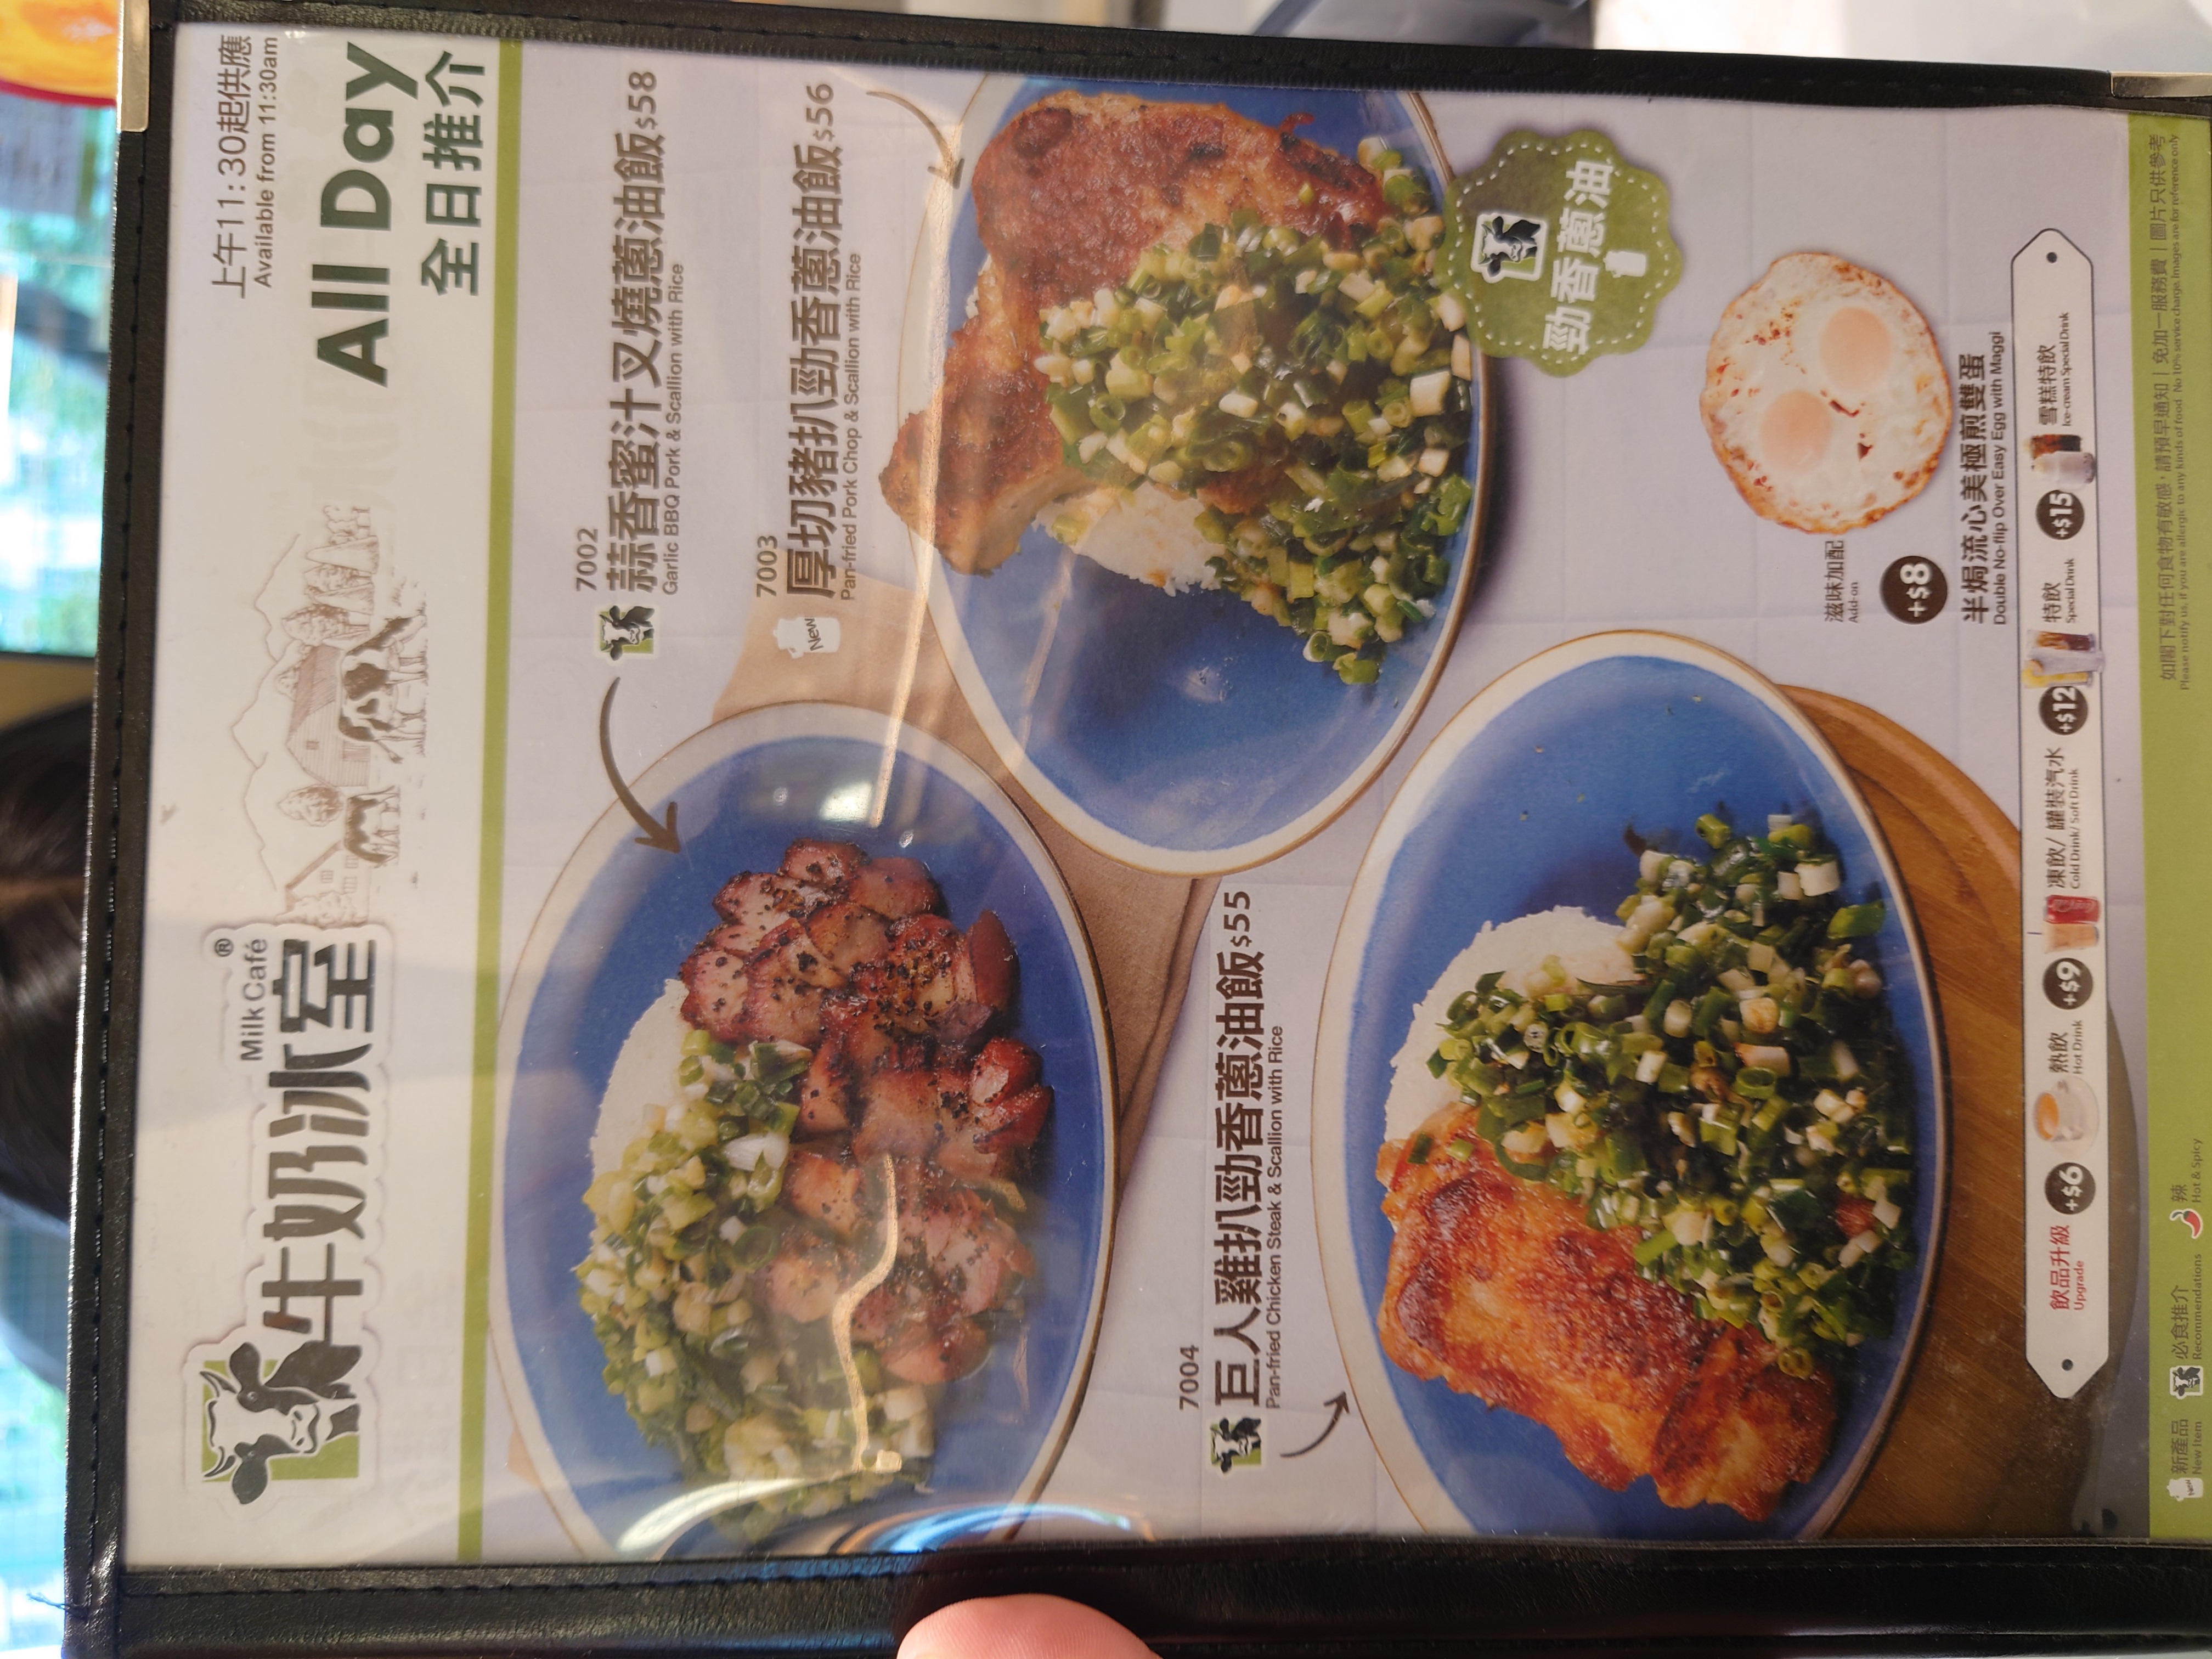 Milk Café ®
牛奶冰室
上午11:30起供應
Available from 11:30am
All Day
全日推介
7002
蒜香蜜汁叉燒蔥油飯$58
Garlic BBQ Pork & Scallion with Rice
7003
New
厚切豬扒勁香蔥油飯$56
Pan-fried Pork Chop & Scallion with Rice
7004
巨人雞扒勁香蔥油飯$55
Pan-fried Chicken Steak & Scallion with Rice
勁香蔥油
滋味加配
Add-on
+$8
半焗流心美極煎雙蛋
Double No-flip Over Easy Egg with Maggi
飲品升級
Upgrade
+$6
熱飲
Hot Drink
+$9
凍飲/ 罐裝汽水
Cold Drink/ Soft Drink
+$12
特飲
Special Drink
+$15
雪糕特飲
Ice-cream Special Drink
New
新產品
New Item
必食推介
Recommendations
辣
Hot & Spicy
如閣下對任何食物有敏感，請預早通知｜免加一服務費｜圖片只供參考
Please notify us, if you are allergic to any kinds of food. No 10% service charge. Images are for reference only